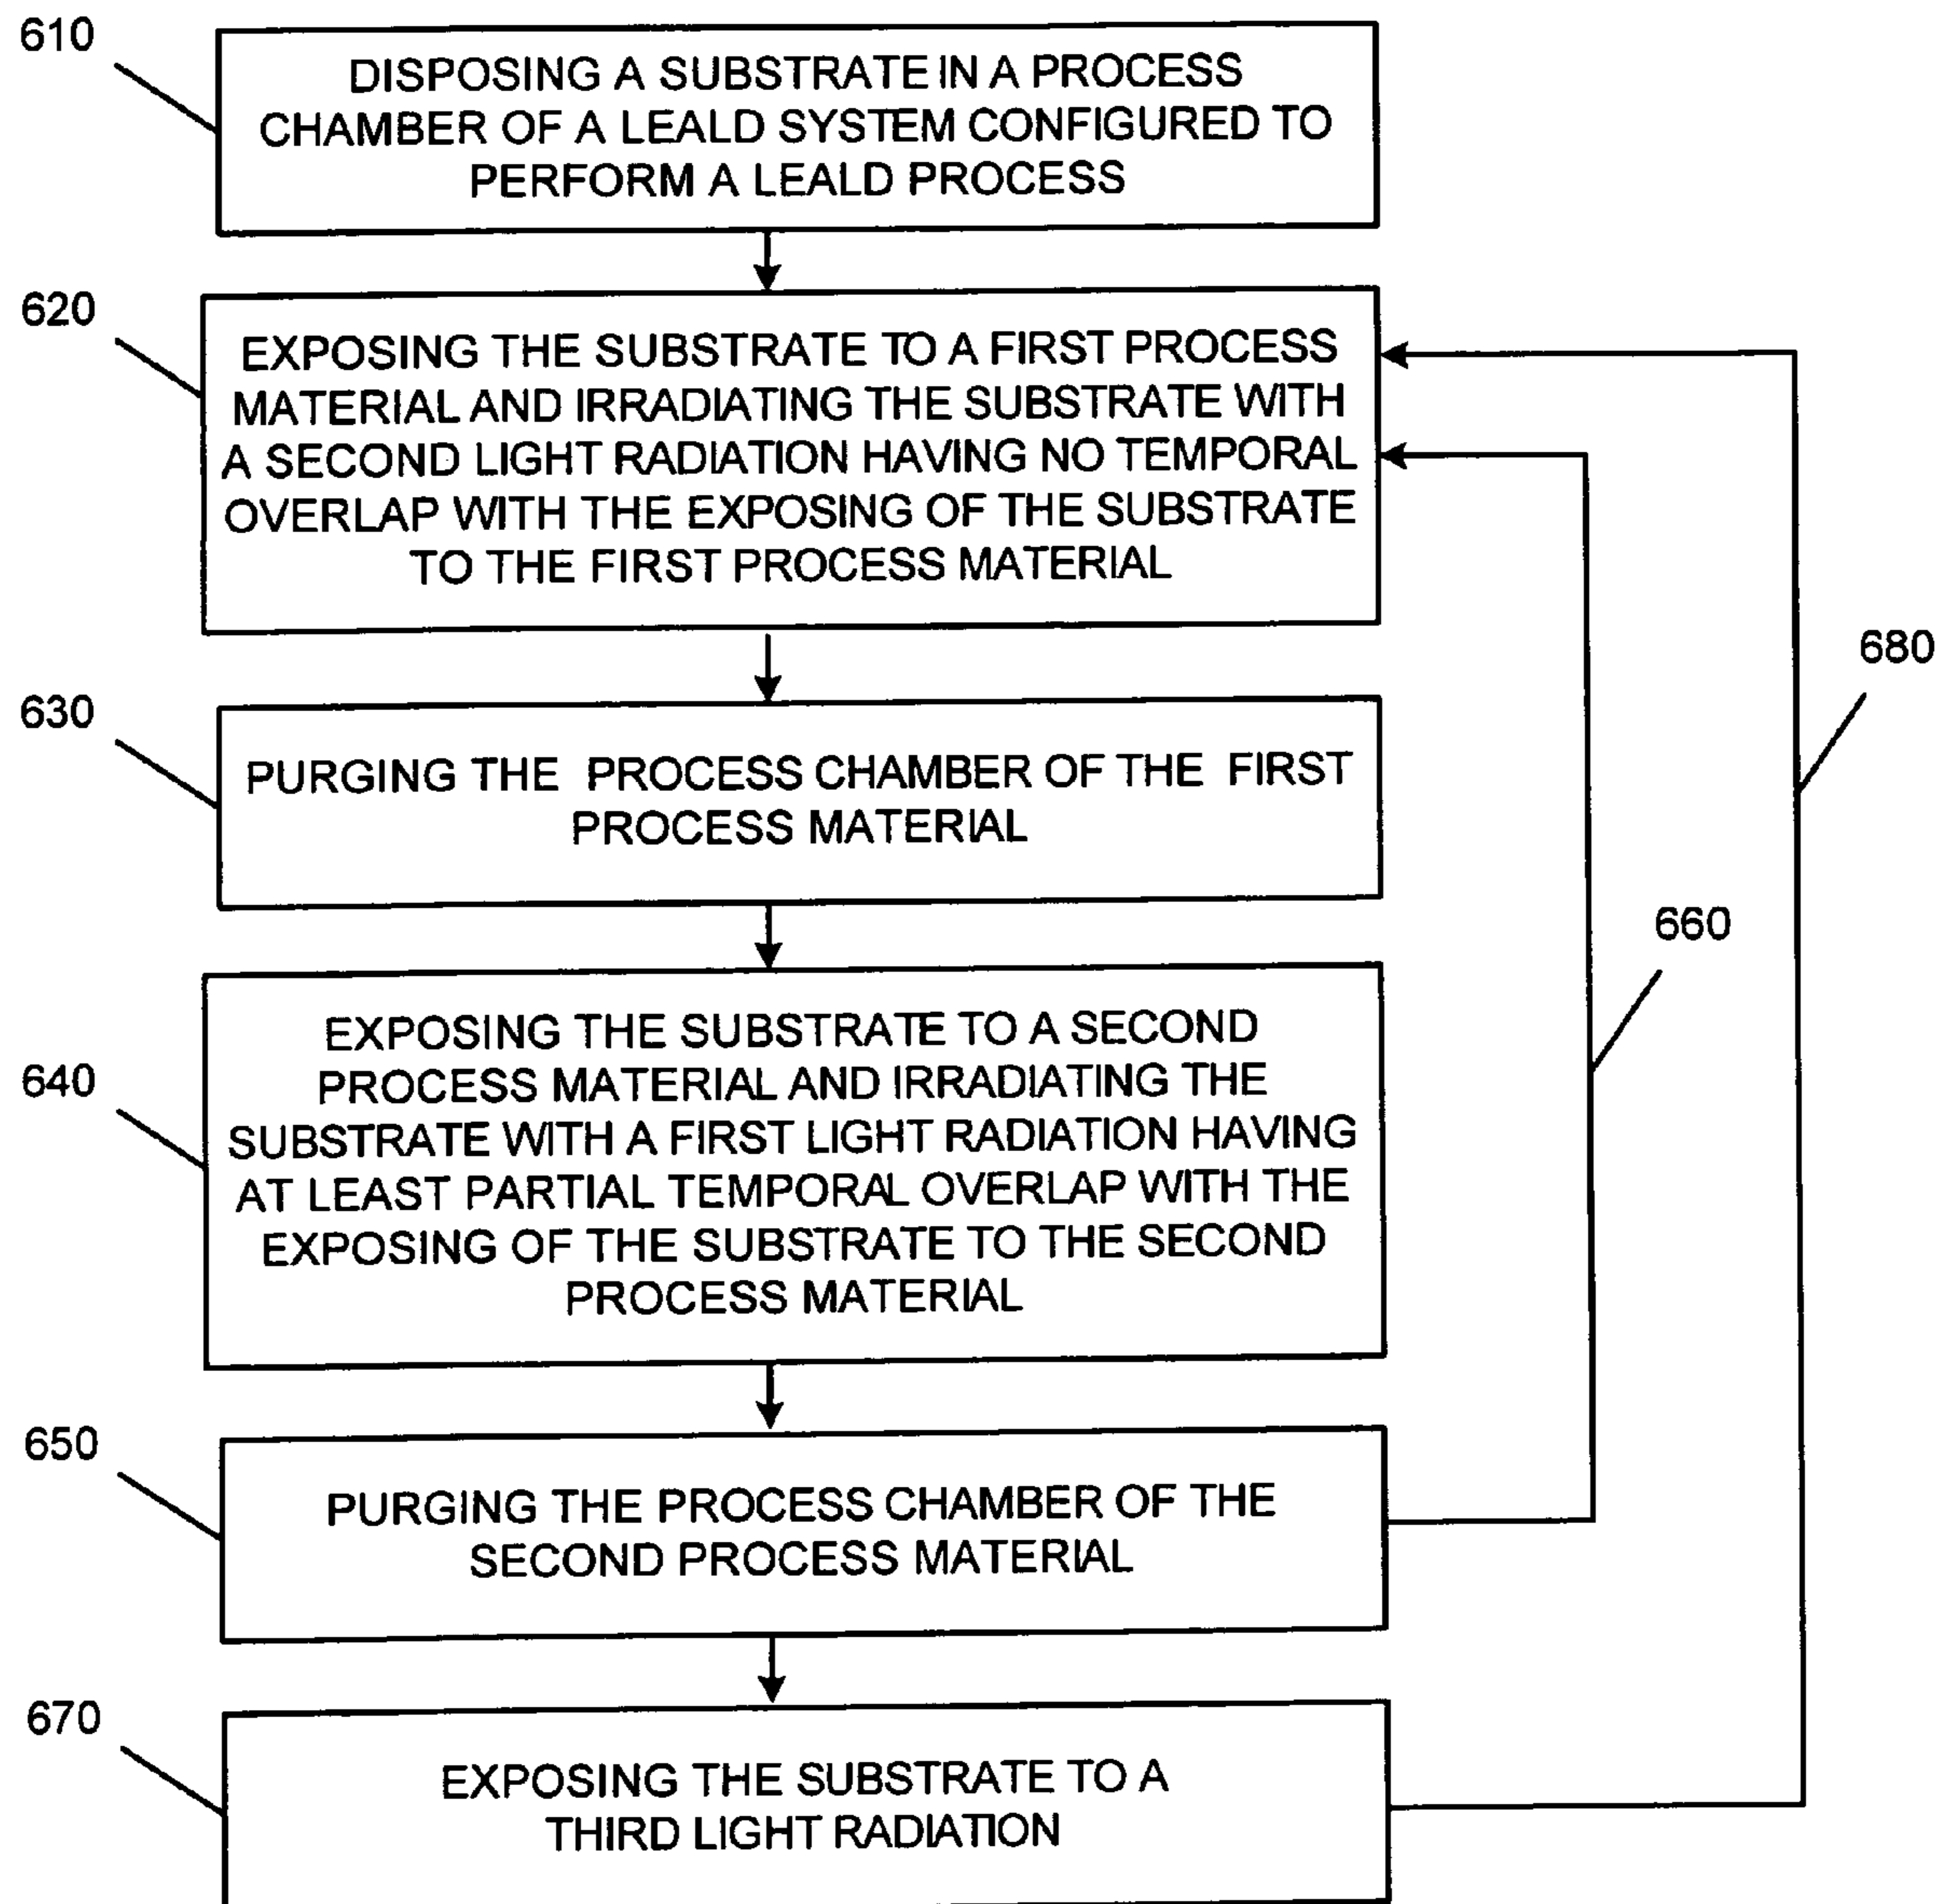 610
DISPOSING A SUBSTRATE IN A PROCESS
CHAMBER OF A LEALD SYSTEM CONFIGURED TO
PERFORM A LEALD PROCESS
620
EXPOSING THE SUBSTRATE TO A FIRST PROCESS
MATERIAL AND IRRADIATING THE SUBSTRATE WITH
A SECOND LIGHT RADIATION HAVING NO TEMPORAL
OVERLAP WITH THE EXPOSING OF THE SUBSTRATE
TO THE FIRST PROCESS MATERIAL
680
630
PURGING THE PROCESS CHAMBER OF THE FIRST
PROCESS MATERIAL
660
640
EXPOSING THE SUBSTRATE TO A SECOND
PROCESS MATERIAL AND IRRADIATING THE
SUBSTRATE WITH A FIRST LIGHT RADIATION HAVING
AT LEAST PARTIAL TEMPORAL OVERLAP WITH THE
EXPOSING OF THE SUBSTRATE TO THE SECOND
PROCESS MATERIAL
650
PURGING THE PROCESS CHAMBER OF THE
SECOND PROCESS MATERIAL
670
EXPOSING THE SUBSTRATE TO A
THIRD LIGHT RADIATION